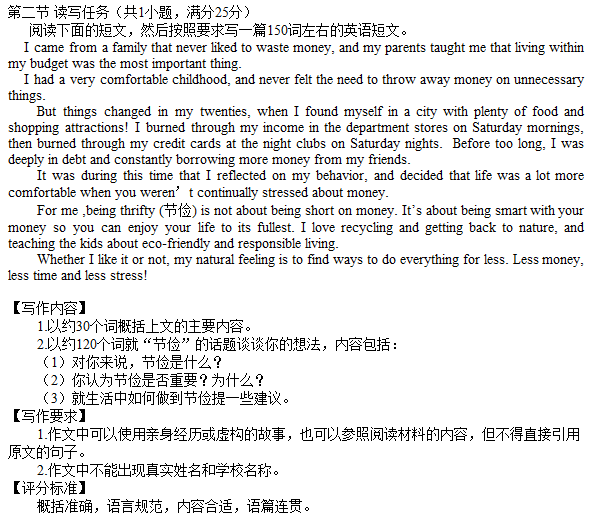 第二节 读写任务（共1小题，满分25分）
阅读下面的短文，然后按照要求写一篇150词左右的英语短文。
I came from a family that never liked to waste money, and my parents taught me that living within
my budget was the most important thing.
I had a very comfortable childhood, and never felt the need to throw away money on unnecessary
things.
But things changed in my twenties, when I found myself in a city with plenty of food and
shopping attractions! I burned through my income in the department stores on Saturday mornings,
then burned through my credit cards at the night clubs on Saturday nights.  Before too long, I was
deeply in debt and constantly borrowing more money from my friends.
It was during this time that I reflected on my behavior, and decided that life was a lot more
comfortable when you weren't continually stressed about money.
For me ,being thrifty (节俭) is not about being short on money. It's about being smart with your
money so you can enjoy your life to its fullest. I love recycling and getting back to nature, and
teaching the kids about eco-friendly and responsible living.
Whether I like it or not, my natural feeling is to find ways to do everything for less. Less money,
less time and less stress!
【写作内容】
1.以约30个词概括上文的主要内容。
2.以约120个词就“节俭”的话题谈谈你的想法，内容包括：
（1）对你来说，节俭是什么？
（2）你认为节俭是否重要？为什么？
（3）就生活中如何做到节俭提一些建议。
【写作要求】
1.作文中可以使用亲身经历或虚构的故事，也可以参照阅读材料的内容，但不得直接引用
原文的句子。
2.作文中不能出现真实姓名和学校名称。
【评分标准】
概括准确，语言规范，内容合适，语篇连贯。